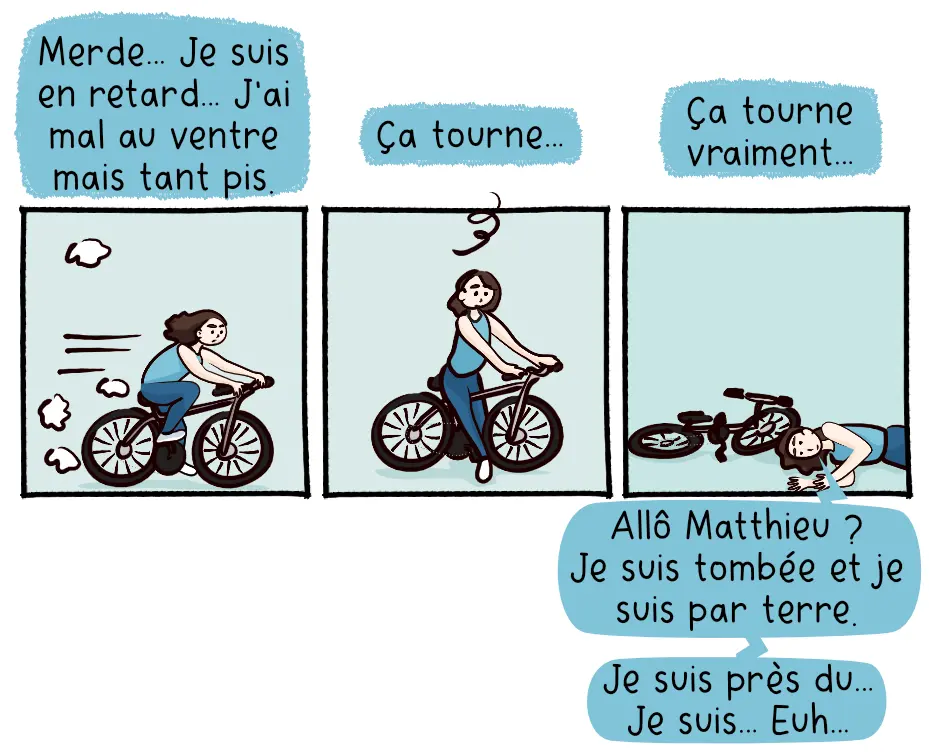 Merde... Je suis
en retard... J'ai
mal au ventre
mais tant pis.
Ça tourne...
Ça tourne
vraiment...
Allô Matthieu ?
Je suis tombée et je
suis par terre.
Je suis près du...
Je suis... Euh...